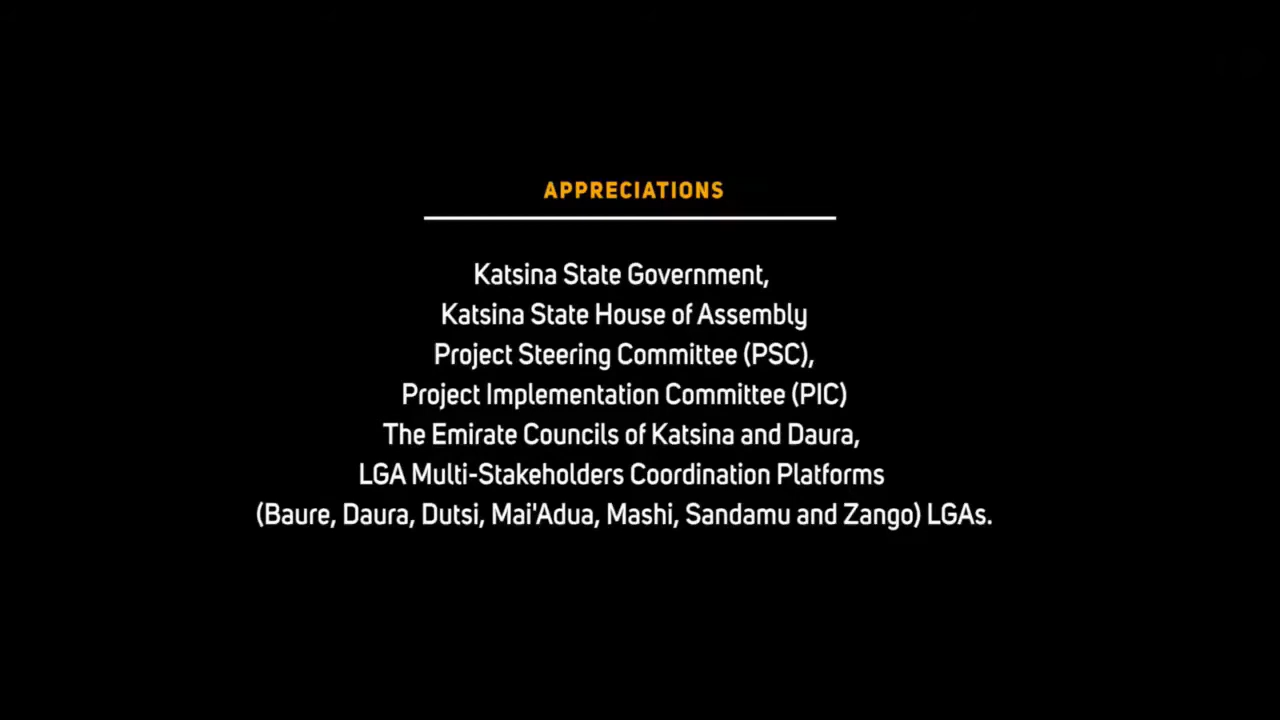 APPRECIATIONS
Katsina State Government,
Katsina State House of Assembly
Project Steering Committee (PSC),
Project Implementation Committee (PIC)
The Emirate Councils of Katsina and Daura,
LGA Multi-Stakeholders Coordination Platforms
(Baure, Daura, Dutsi, Mai'Adua, Mashi, Sandamu and Zango) LGAs.